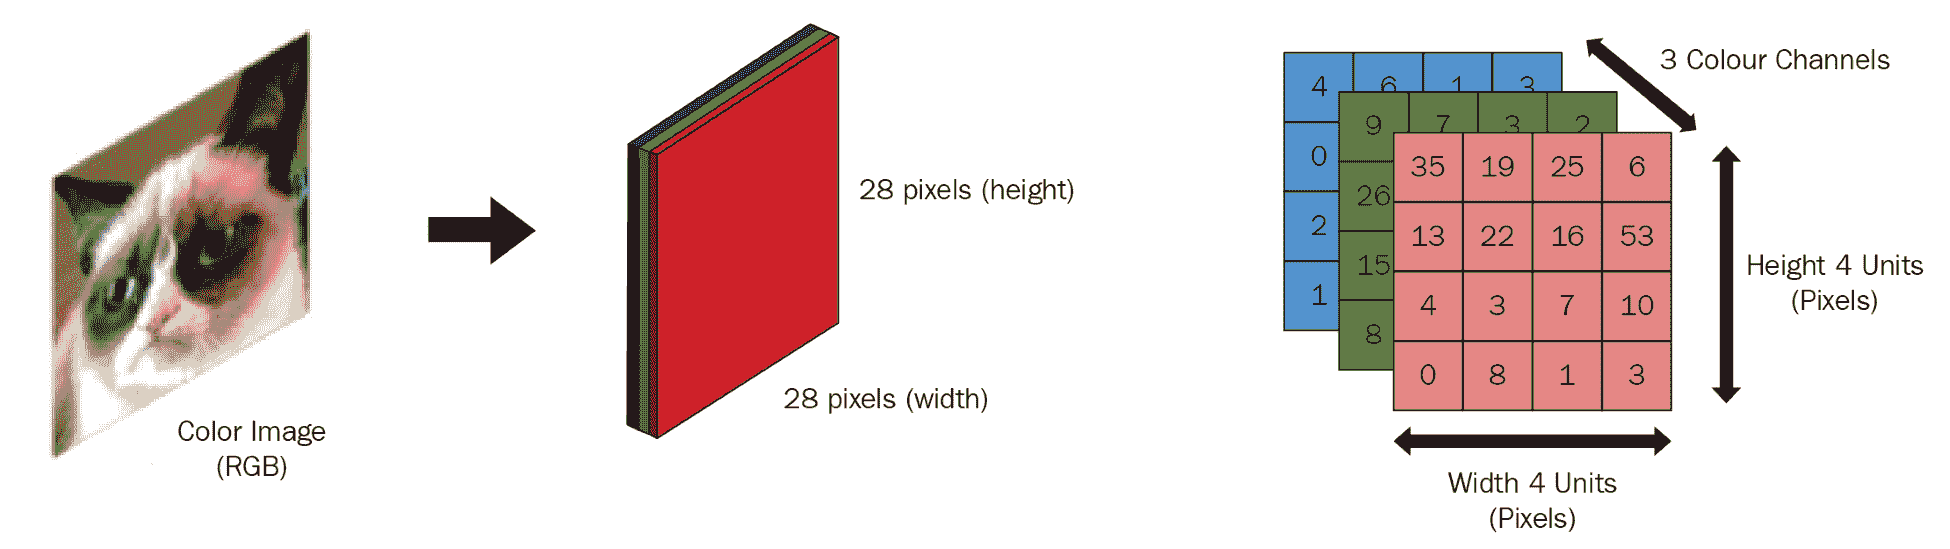 Color Image
(RGB)
28 pixels (height)
28 pixels (width)
3 Colour Channels
4 6 1 3
0
2
1
9 7 3 2
26
15
8
35 19 25 6
13 22 16 53
4 3 7 10
0 8 1 3
Height 4 Units
(Pixels)
Width 4 Units
(Pixels)